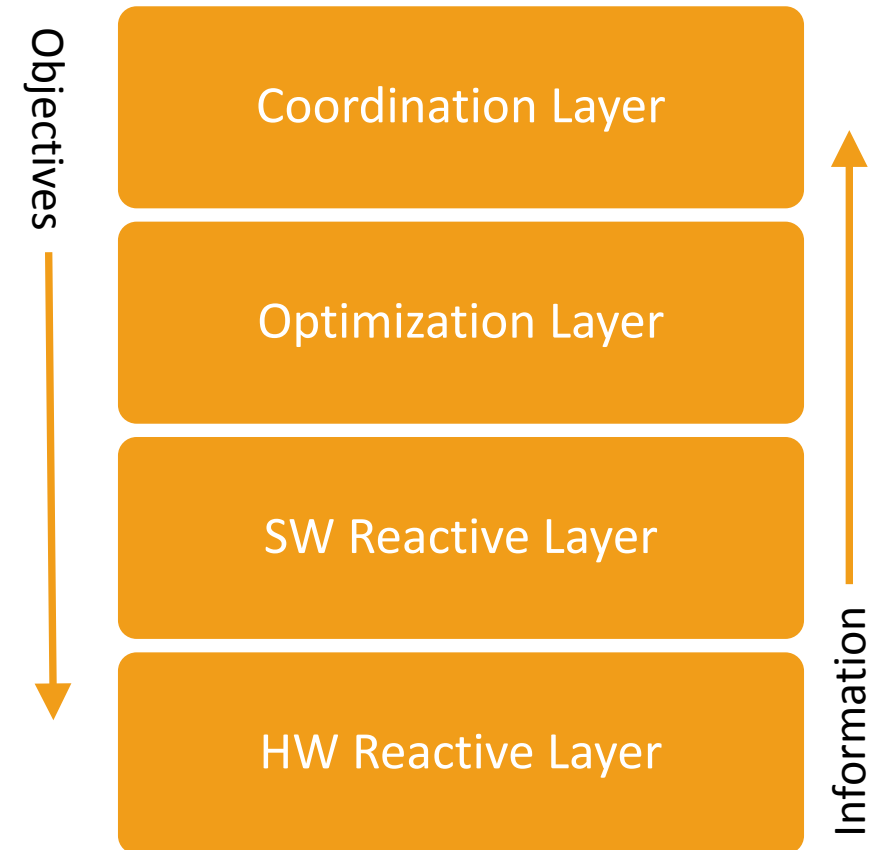 Objectives
Coordination Layer
Optimization Layer
SW Reactive Layer
HW Reactive Layer
Information